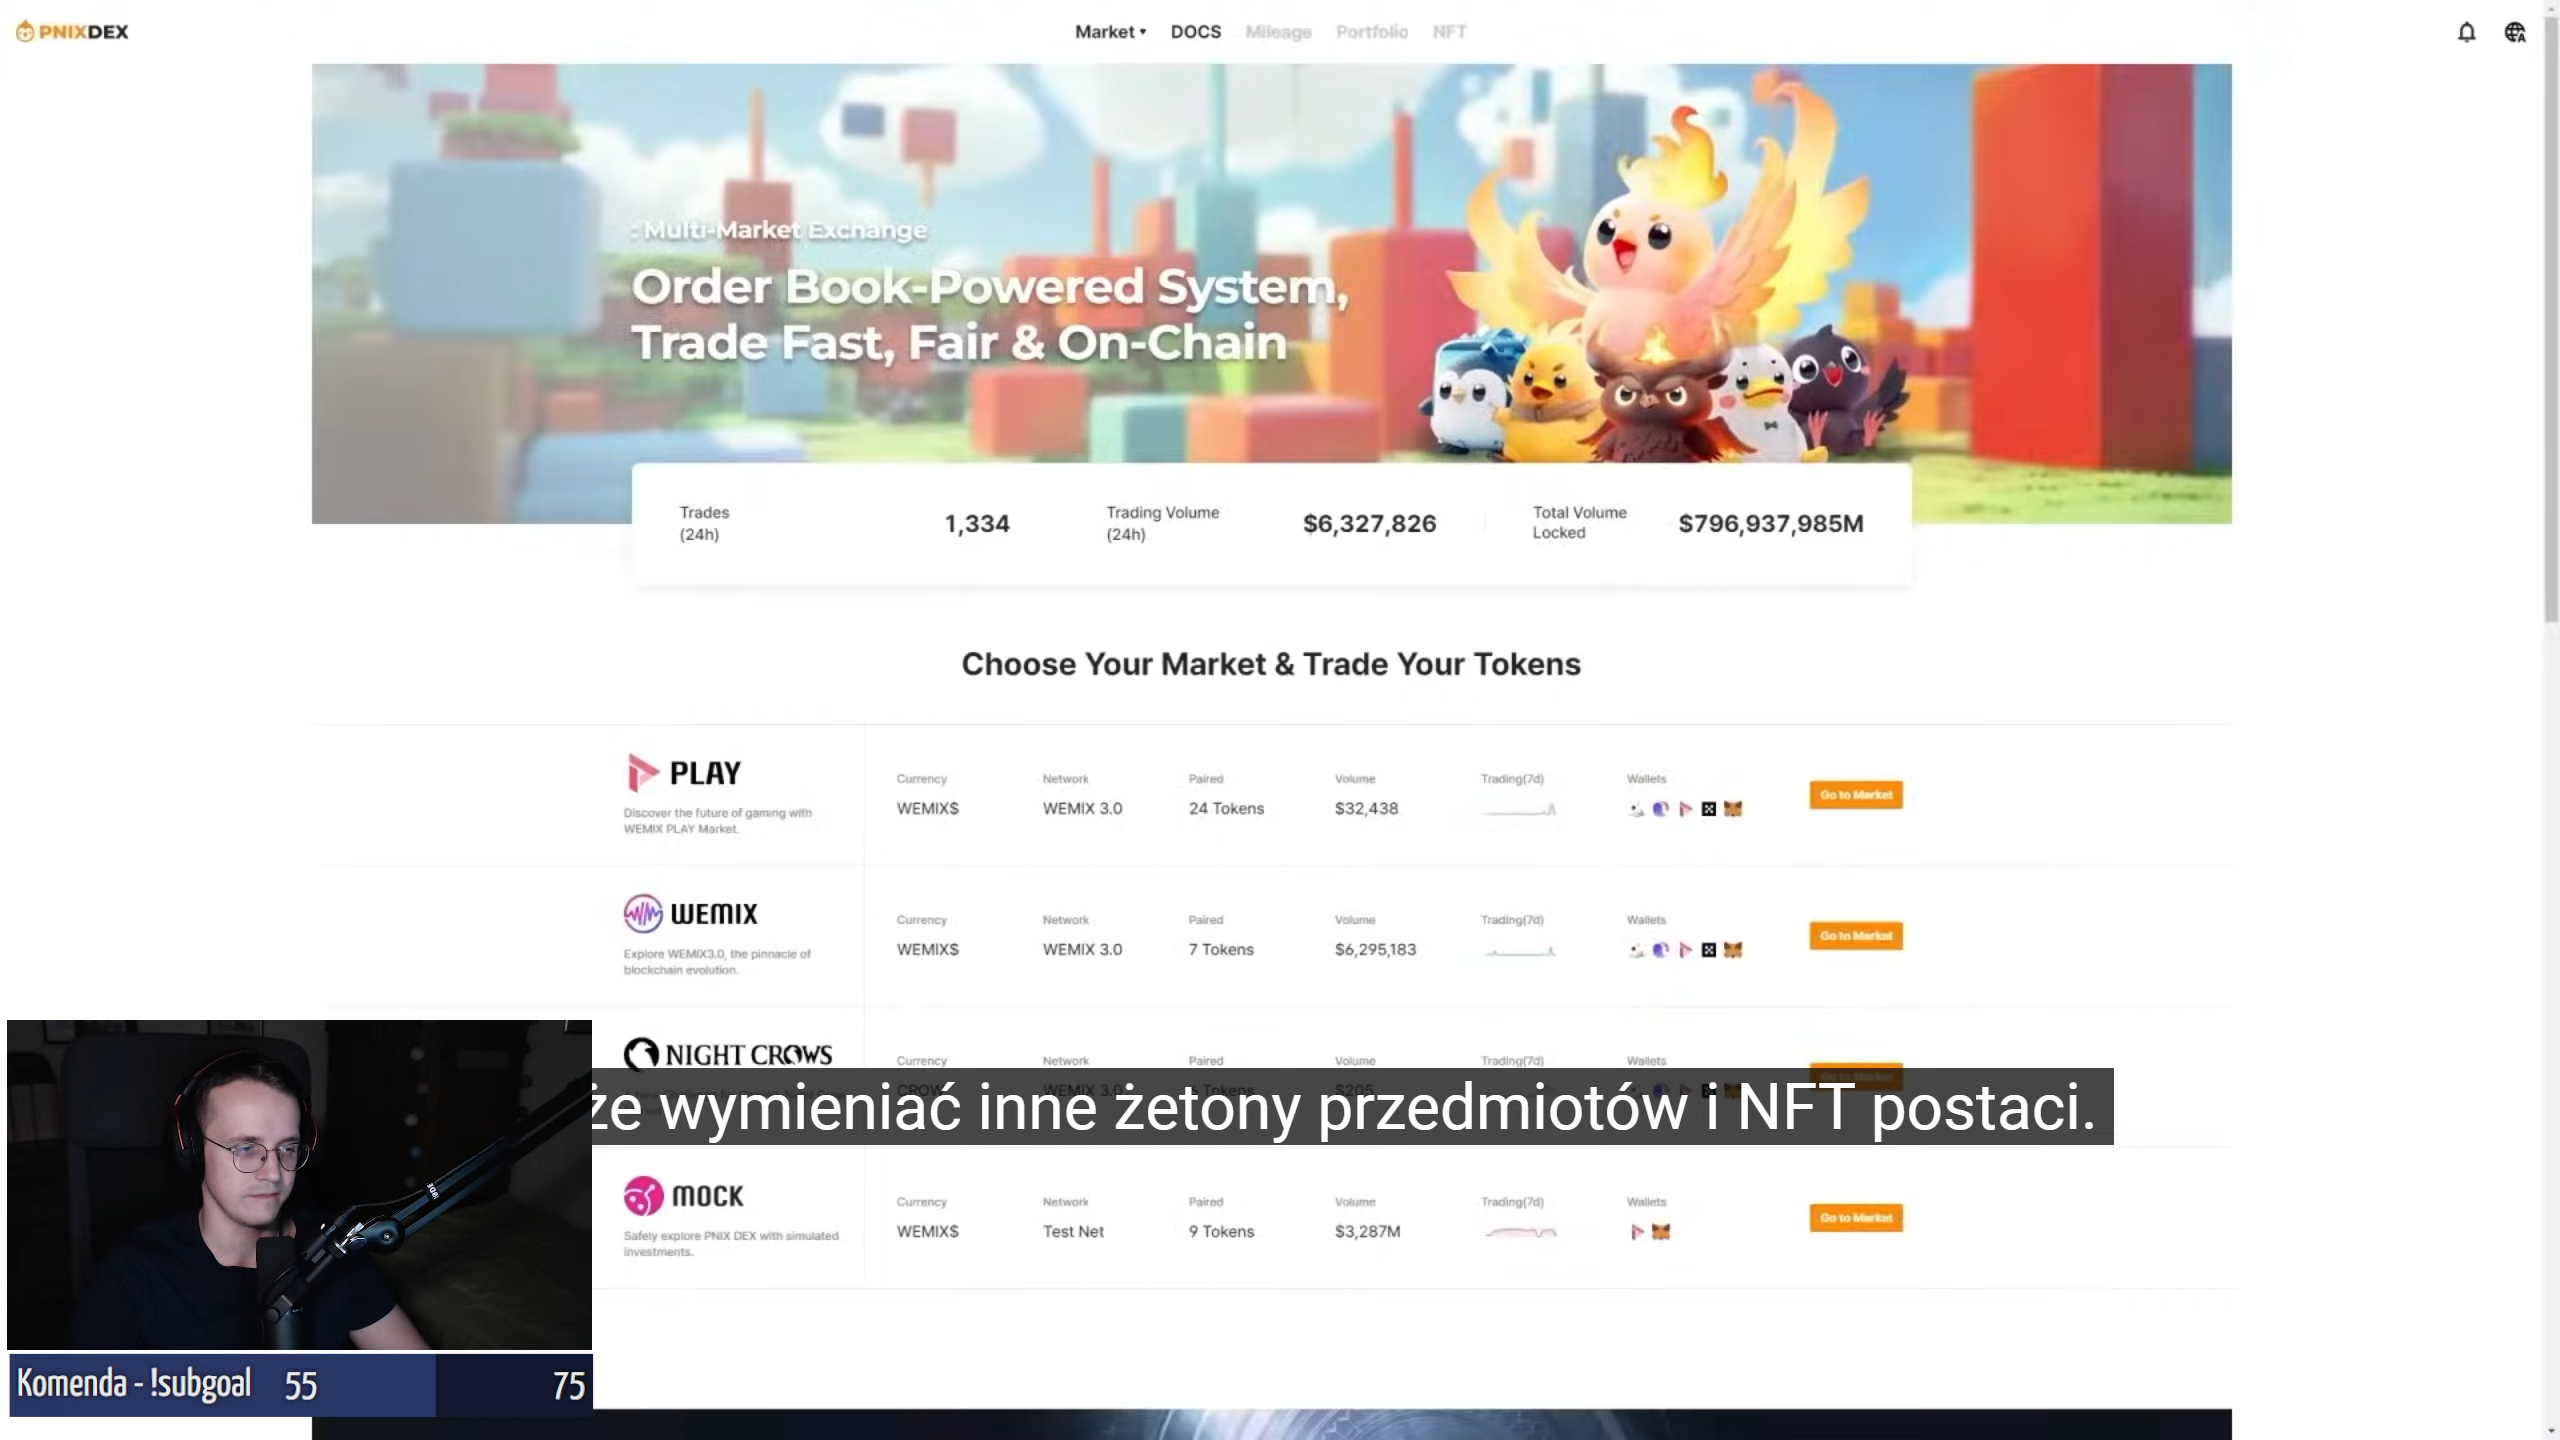 PNIXDEX
Market DOCS Mileage Portfolio NFT
: Multi-Market Exchange
Order Book-Powered System,
Trade Fast, Fair & On-Chain
Trades
(24h)
1,334
Trading Volume
(24h)
$6,327,826
Total Volume
Locked
$796,937,985M
Choose Your Market & Trade Your Tokens
PLAY
Discover the future of gaming with
WEMIX PLAY Market.
Currency Network Paired Volume Trading(7d) Wallets
WEMIX$ WEMIX 3.0 24 Tokens $32,438
Go to Market
WEMIX
Explore WEMIX3.0, the pinnacle of
blockchain evolution.
Currency Network Paired Volume Trading(7d) Wallets
WEMIX$ WEMIX 3.0 7 Tokens $6,295,183
Go to Market
NIGHT CROWS
Currency Network Paired Volume Trading(7d) Wallets
CROW WEMIX 3.0 Tokens $205
że wymieniać inne żetony przedmiotów i NFT postaci.
MOCK
Safely explore PNIX DEX with simulated
investments.
Currency Network Paired Volume Trading(7d) Wallets
WEMIX$ Test Net 9 Tokens $3,287M
Go to Market
Komenda - !subgoal 55 75